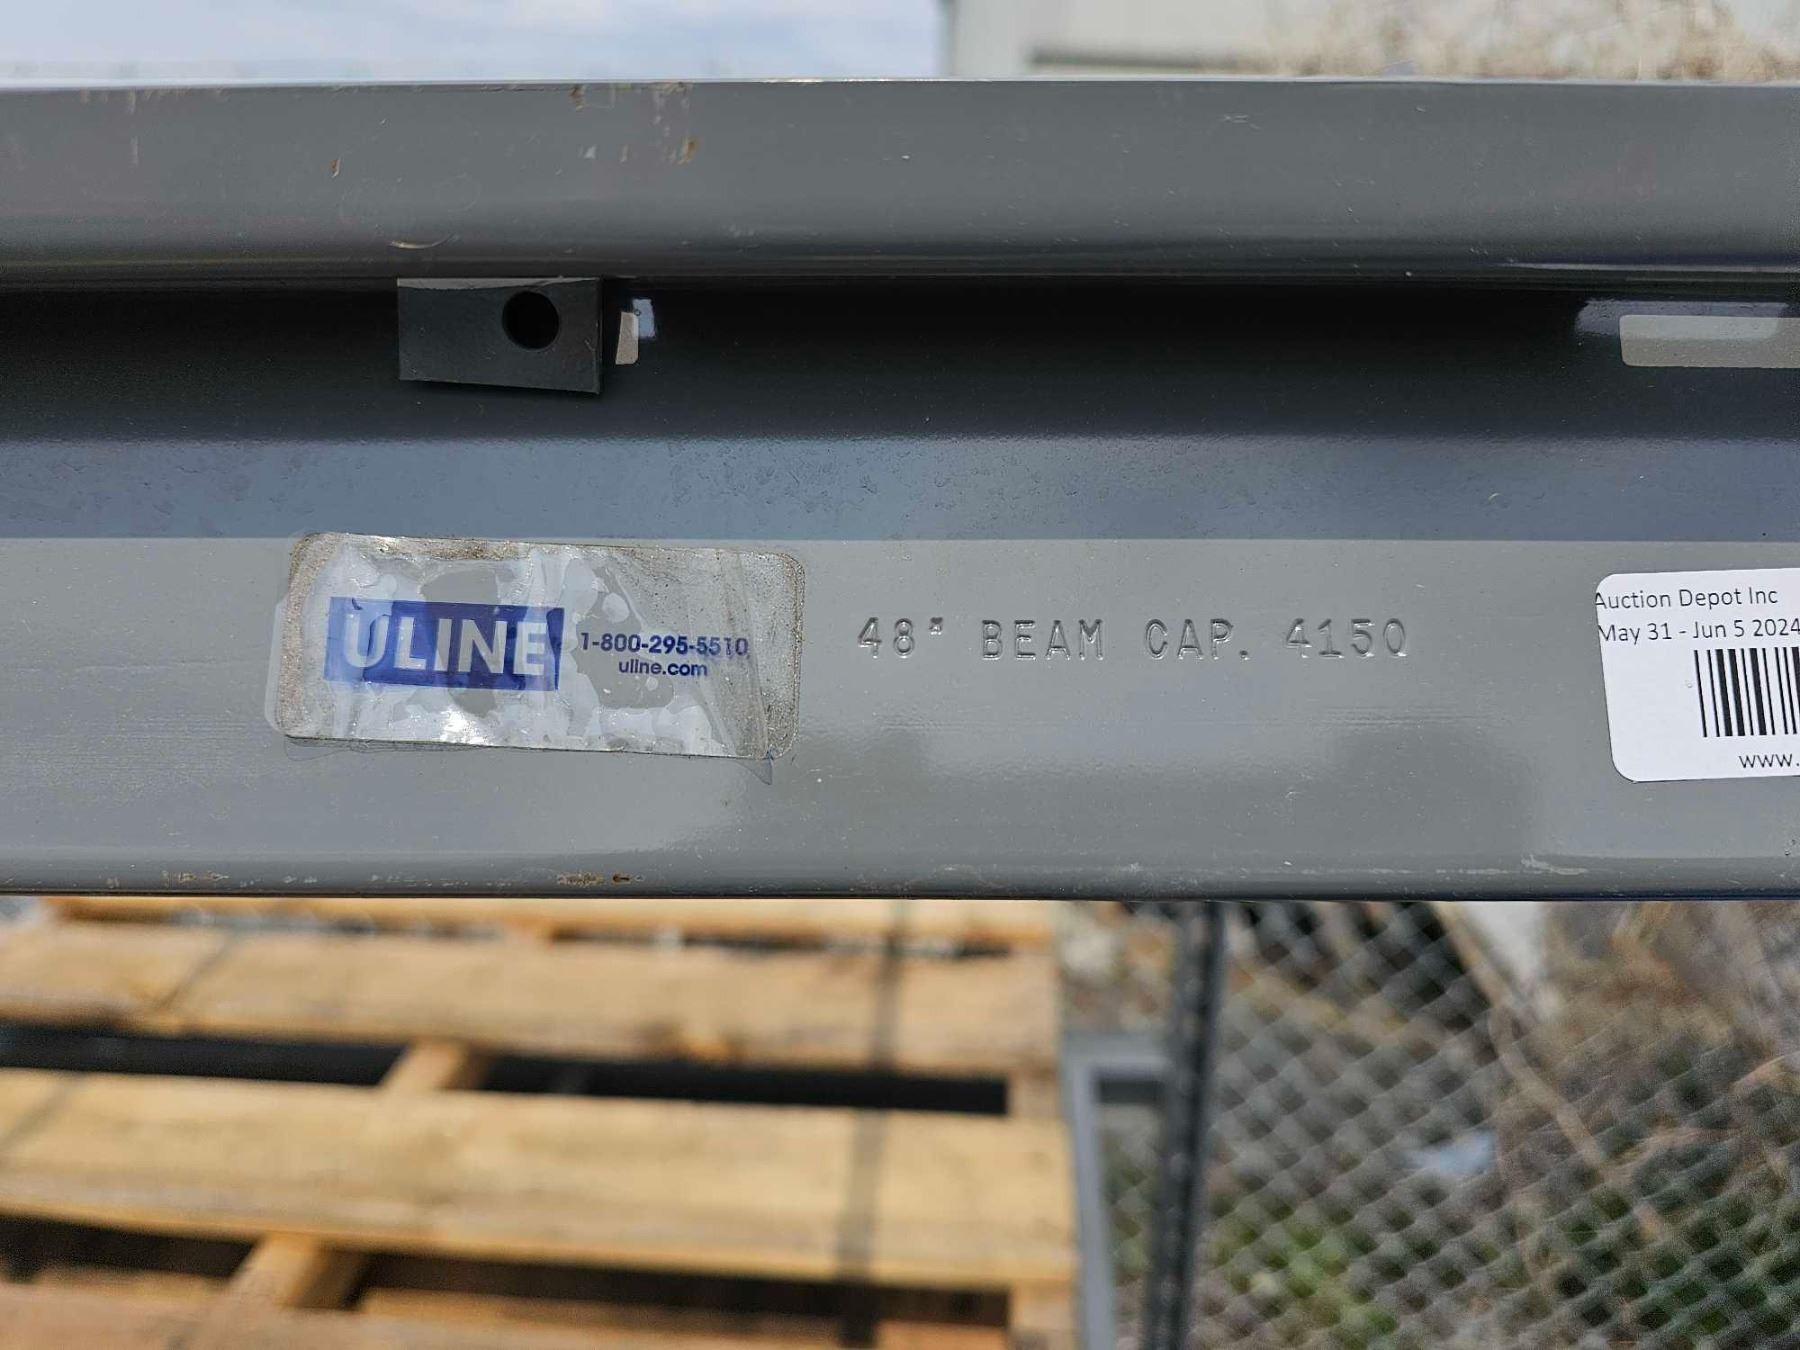 ULINE
1-800-295-5510
uline.com
48" BEAM CAP. 4150
Auction Depot Inc
May 31 - Jun 5 2024
www.